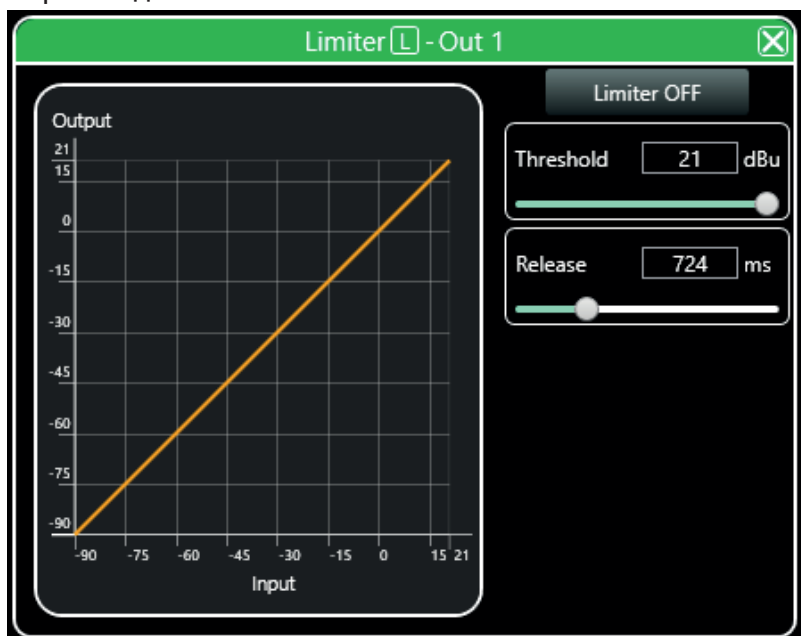 Limiter L - Out 1
Limiter OFF
Output
21
15
0
-15
-30
-45
-60
-75
-90
-90 -75 -60 -45 -30 -15 0 15 21
Input
Threshold 21 dBu
Release 724 ms